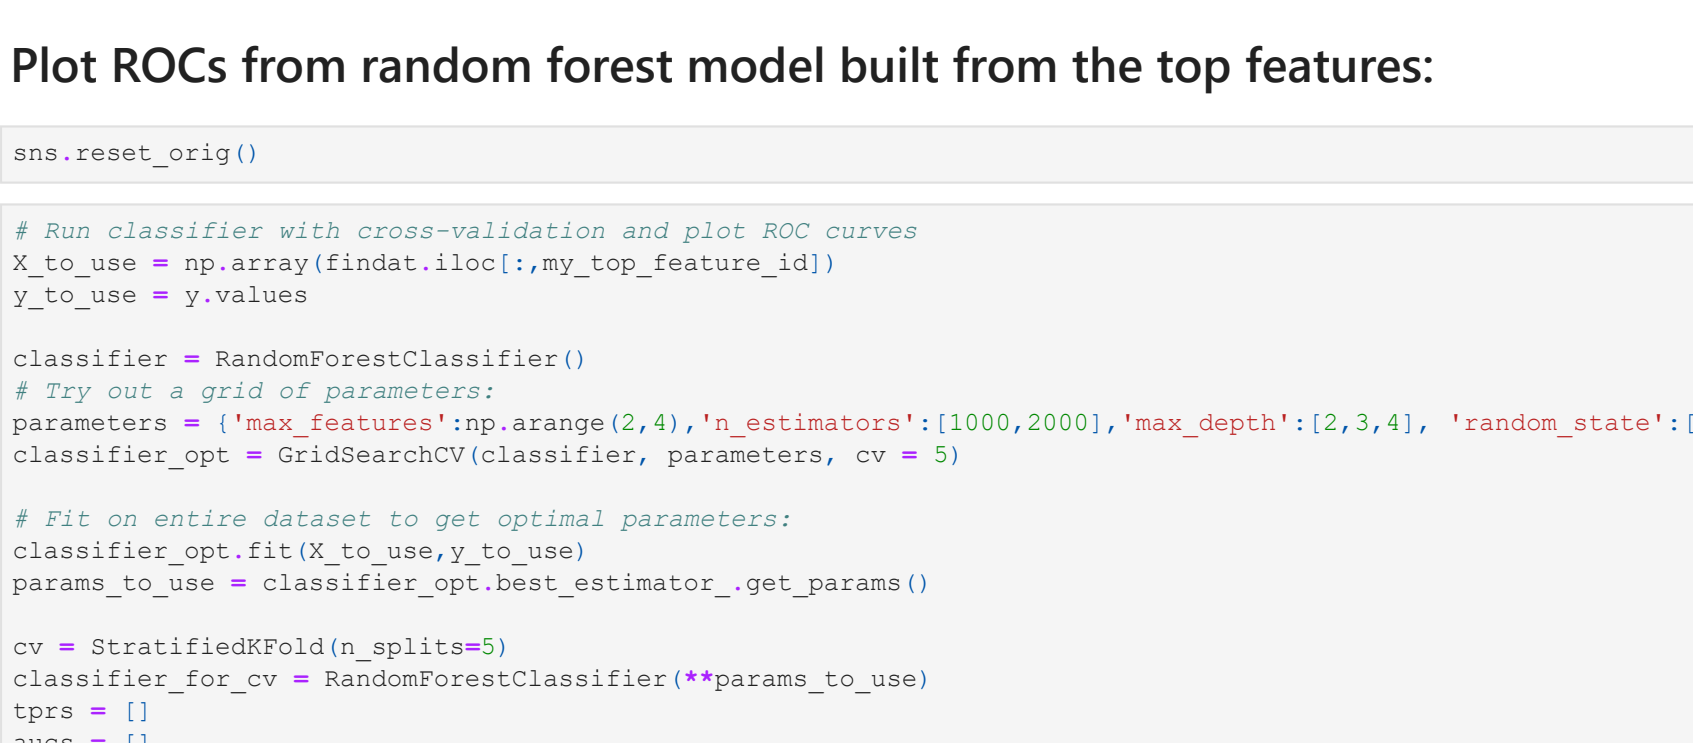 Plot ROCs from random forest model built from the top features:
sns.reset_orig()
# Run classifier with cross-validation and plot ROC curves
X_to_use = np.array(findat.iloc[:,my_top_feature_id])
y_to_use = y.values
classifier = RandomForestClassifier()
# Try out a grid of parameters:
parameters = {'max_features':np.arange(2,4),'n_estimators':[1000,2000],'max_depth':[2,3,4], 'random_state':[
classifier_opt = GridSearchCV(classifier, parameters, cv = 5)
# Fit on entire dataset to get optimal parameters:
classifier_opt.fit(X_to_use,y_to_use)
params_to_use = classifier_opt.best_estimator_.get_params()
cv = StratifiedKFold(n_splits=5)
classifier_for_cv = RandomForestClassifier(**params_to_use)
tprs = []
aucs = []